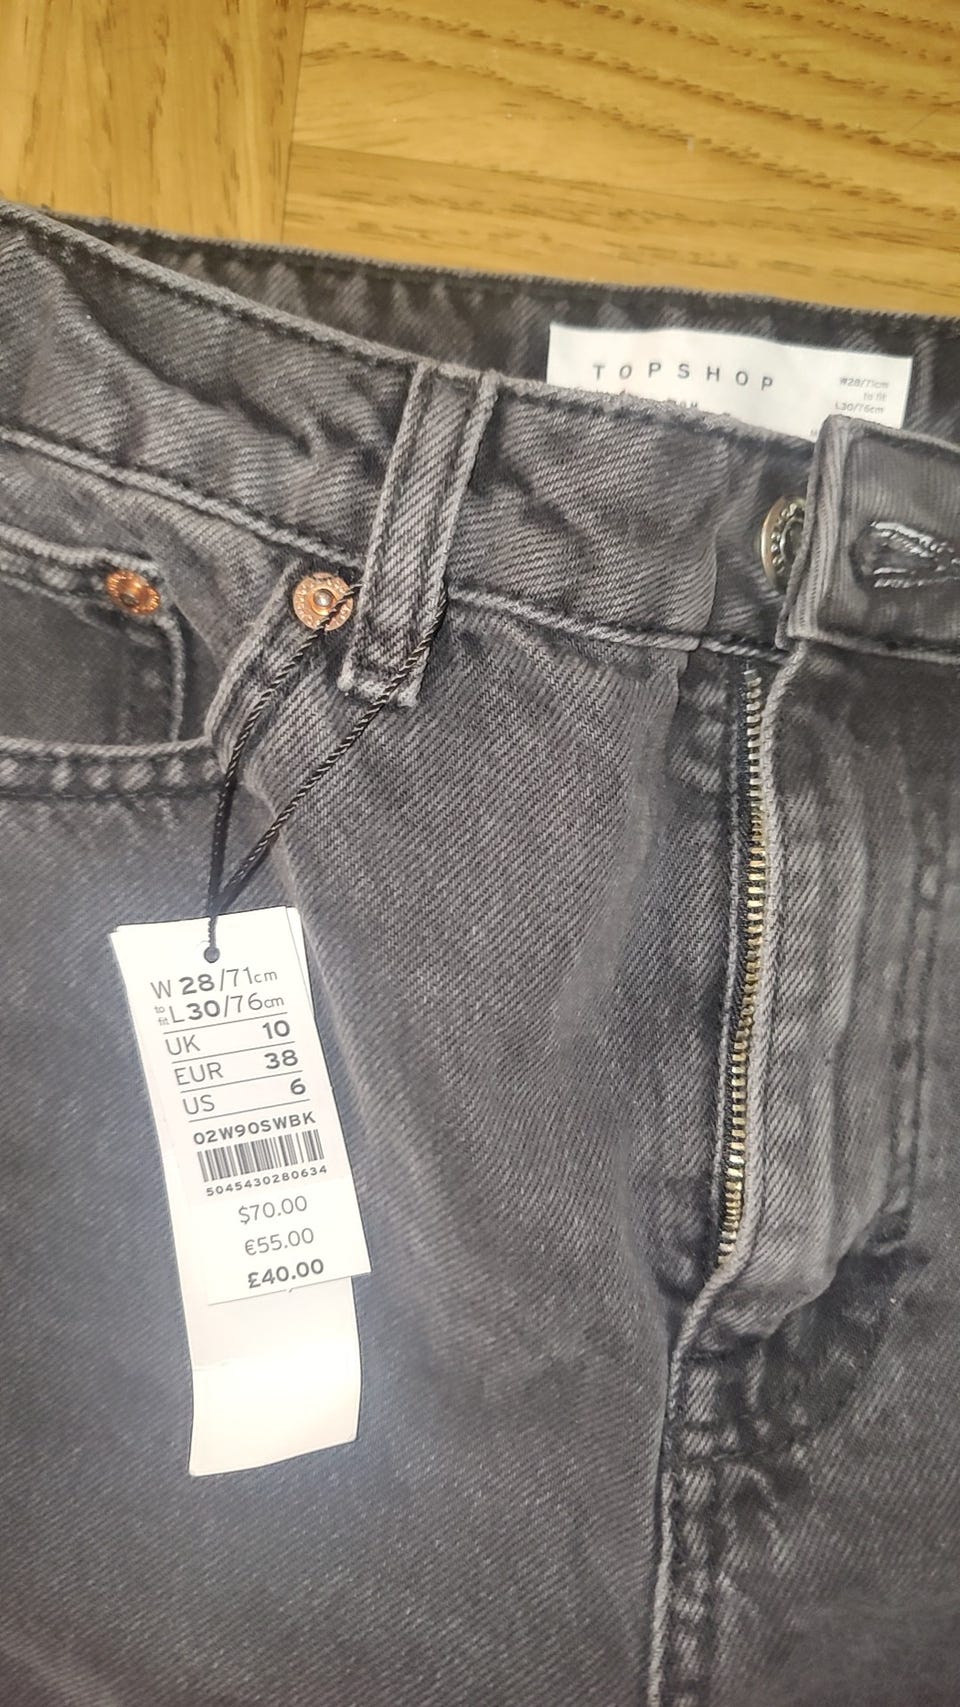 TOPSHOP
W28/71cm
to fit
L30/76cm
W 28/71cm
to fit L30/76cm
UK 10
EUR 38
US 6
02W90SWBK
5045430280634
$70.00
€55.00
£40.00